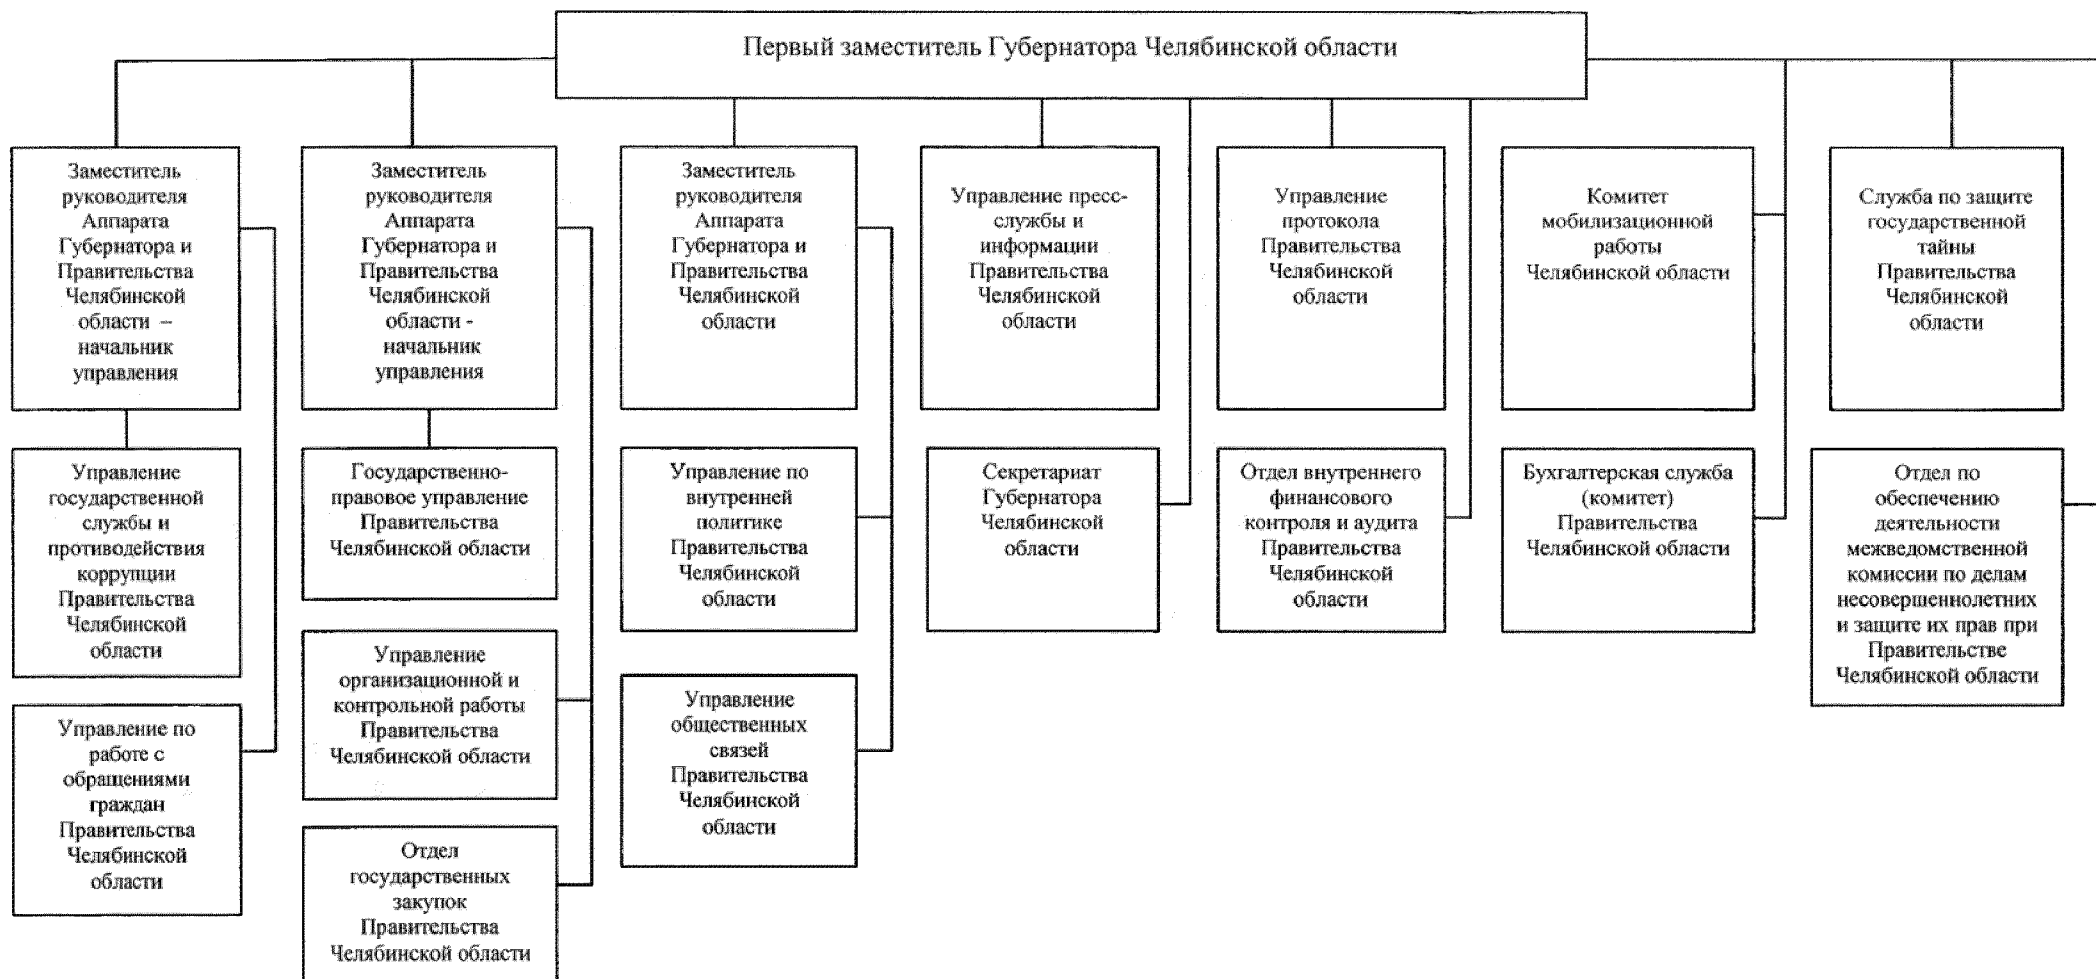 Первый заместитель Губернатора Челябинской области
Заместитель
руководителя
Аппарата
Губернатора и
Правительства
Челябинской
области –
начальник
управления
Заместитель
руководителя
Аппарата
Губернатора и
Правительства
Челябинской
области -
начальник
управления
Заместитель
руководителя
Аппарата
Губернатора и
Правительства
Челябинской
области
Управление пресс-
службы и
информации
Правительства
Челябинской
области
Управление
протокола
Правительства
Челябинской
области
Комитет
мобилизационной
работы
Челябинской области
Служба по защите
государственной
тайны
Правительства
Челябинской
области
Управление
государственной
службы и
противодействия
коррупции
Правительства
Челябинской
области
Государственно-
правовое управление
Правительства
Челябинской области
Управление по
внутренней
политике
Правительства
Челябинской
области
Секретариат
Губернатора
Челябинской
области
Отдел внутреннего
финансового
контроля и аудита
Правительства
Челябинской
области
Бухгалтерская служба
(комитет)
Правительства
Челябинской области
Отдел по
обеспечению
деятельности
межведомственной
комиссии по делам
несовершеннолетних
и защите их прав при
Правительстве
Челябинской области
Управление по
работе с
обращениями
граждан
Правительства
Челябинской
области
Управление
организационной и
контрольной работы
Правительства
Челябинской области
Управление
общественных
связей
Правительства
Челябинской
области
Отдел
государственных
закупок
Правительства
Челябинской области